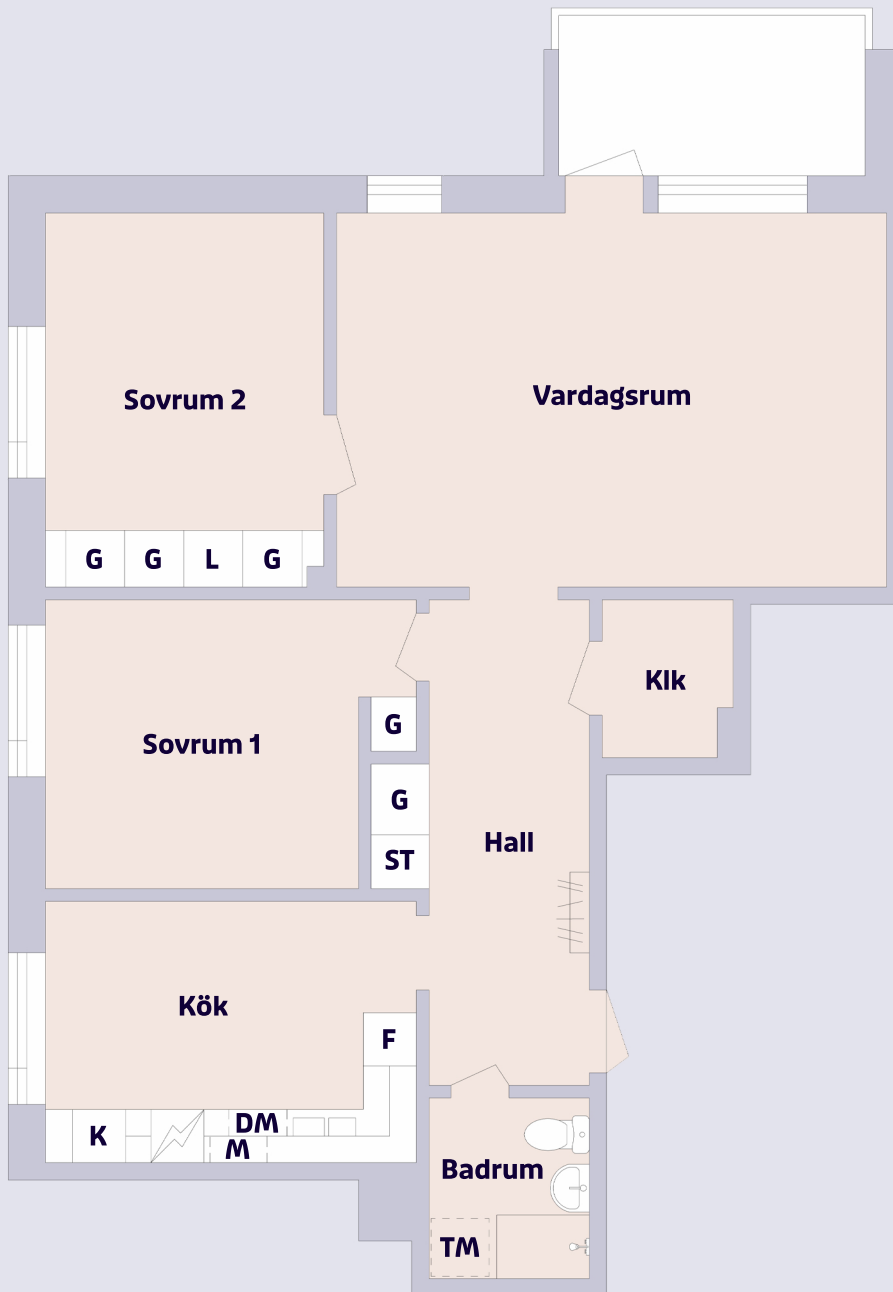 Sovrum 2
Vardagsrum
G G L G
Klk
G
Sovrum 1
G
Hall
ST
Kök
F
DM
K
M
Badrum
TM